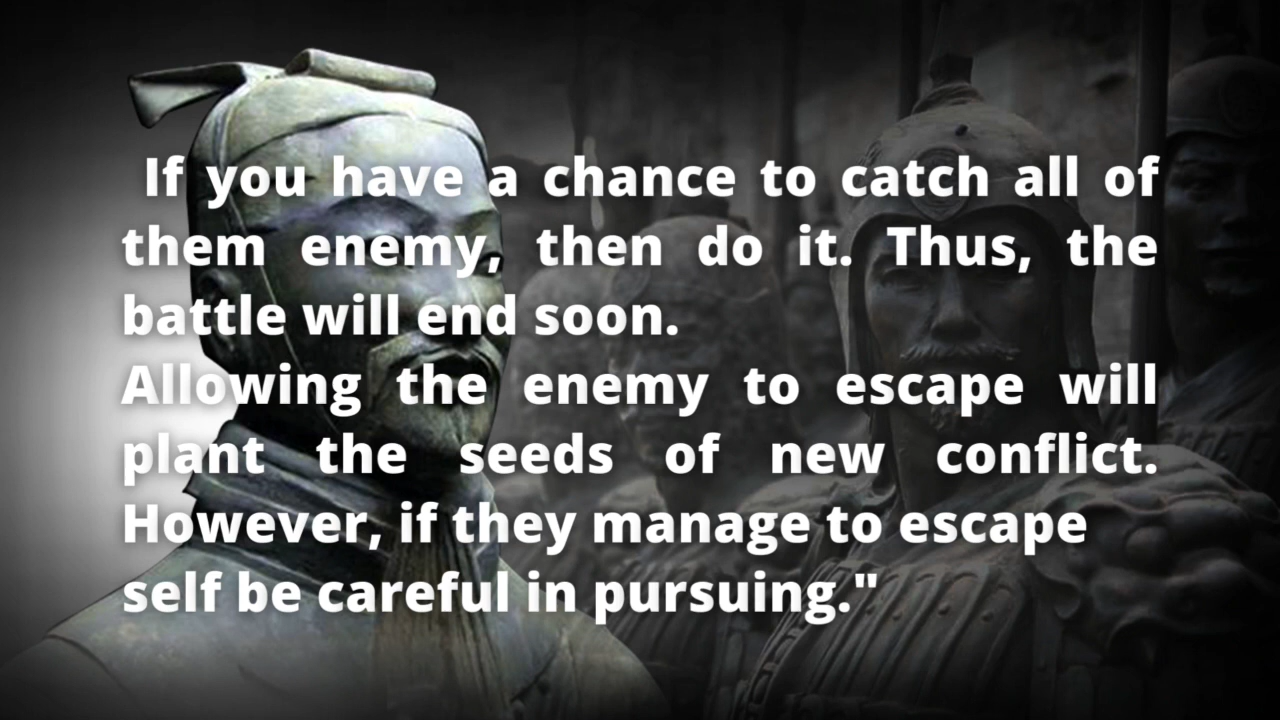 If you have a chance to catch all of
them enemy, then do it. Thus, the
battle will end soon.
Allowing the enemy to escape will
plant the seeds of new conflict.
However, if they manage to escape
self be careful in pursuing."